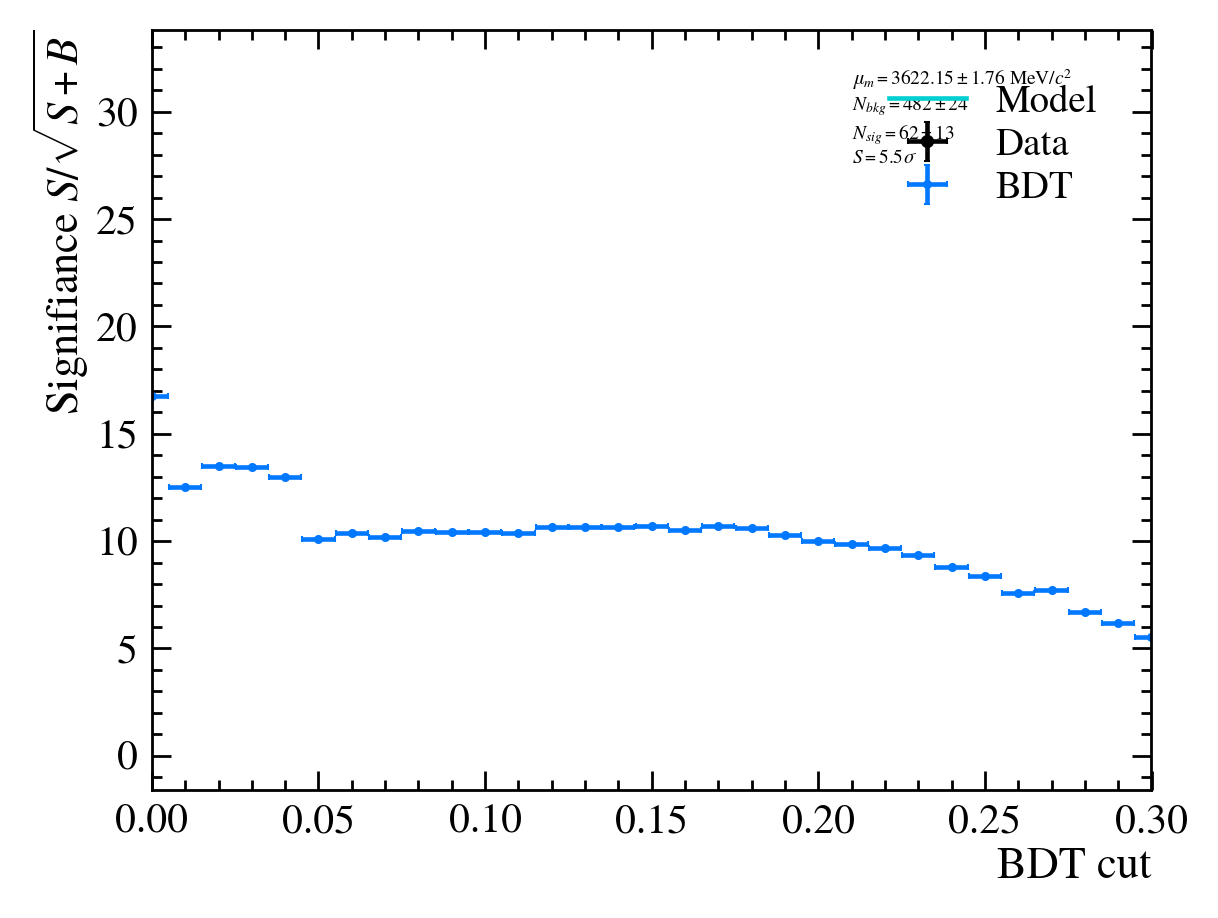 Signifiance S/√S + B
30
25
20
15
10
5
0
μm = 3622.15 ± 1.76 MeV/c²
Nbkg = 482 ± 24
Nsig = 62 ± 13
S = 5.5σ
Model
Data
BDT
0.00 0.05 0.10 0.15 0.20 0.25 0.30
BDT cut